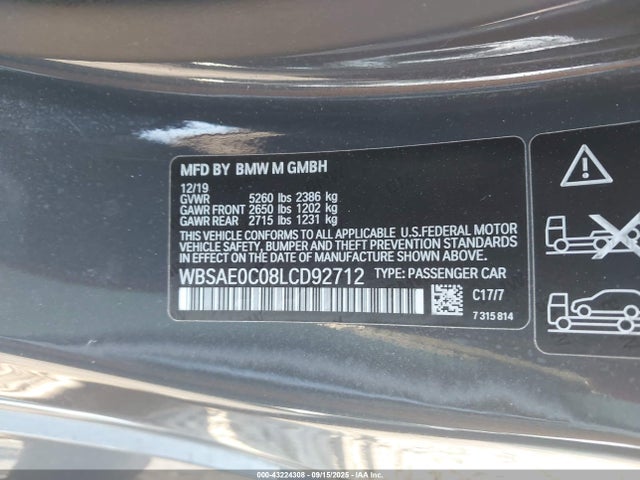 MFD BY BMW M GMBH
12/19
GVWR 5260 lbs 2386 kg
GAWR FRONT 2650 lbs 1202 kg
GAWR REAR 2715 lbs 1231 kg
THIS VEHICLE CONFORMS TO ALL APPLICABLE U.S.FEDERAL MOTOR
VEHICLE SAFETY, BUMPER AND THEFT PREVENTION STANDARDS
IN EFFECT ON THE DATE OF MANUFACTURE SHOWN ABOVE.
WBSAE0C08LCD92712 TYPE: PASSENGER CAR
C17/7
7 315 814
000-43224308 - 09/15/2025 - IAAI.COM